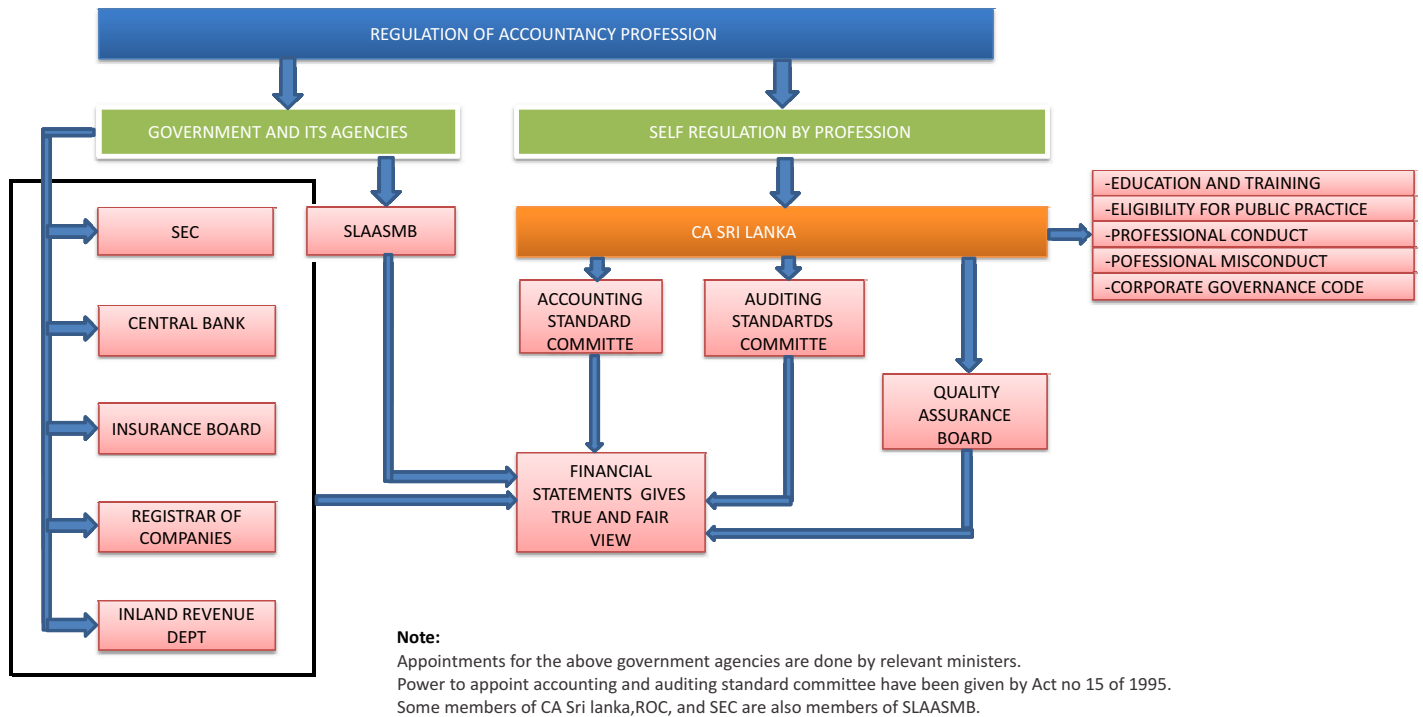 REGULATION OF ACCOUNTANCY PROFESSION
GOVERNMENT AND ITS AGENCIES
SELF REGULATION BY PROFESSION
SEC
SLAASMB
CA SRI LANKA
-EDUCATION AND TRAINING
-ELIGIBILITY FOR PUBLIC PRACTICE
-PROFESSIONAL CONDUCT
-POFESSIONAL MISCONDUCT
-CORPORATE GOVERNANCE CODE
CENTRAL BANK
ACCOUNTING
STANDARD
COMMITTE
AUDITING
STANDARTDS
COMMITTE
INSURANCE BOARD
QUALITY
ASSURANCE
BOARD
REGISTRAR OF
COMPANIES
FINANCIAL
STATEMENTS GIVES
TRUE AND FAIR
VIEW
INLAND REVENUE
DEPT
Note:
Appointments for the above government agencies are done by relevant ministers.
Power to appoint accounting and auditing standard committee have been given by Act no 15 of 1995.
Some members of CA Sri lanka,ROC, and SEC are also members of SLAASMB.